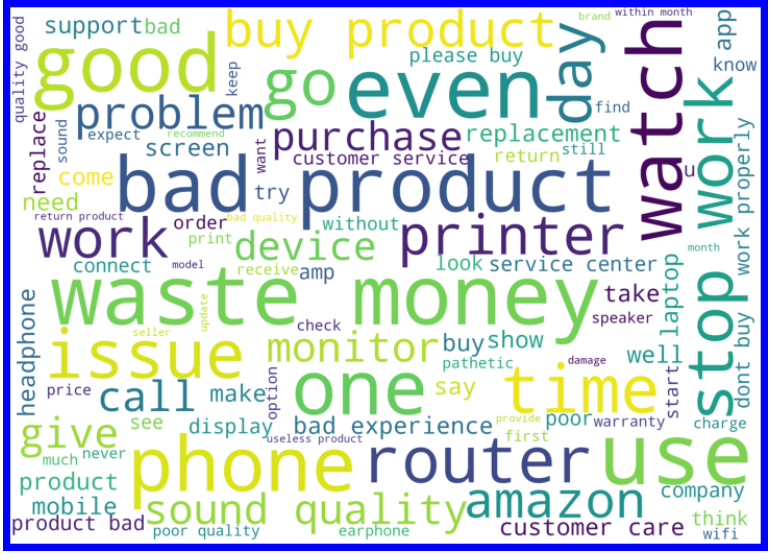 support bad
buy product
brand
within month
app
quality good
good
go
even
please buy
day
watch
know
keep
find
problem
expect
recommend
sound
screen
purchase
replacement
replace
customer service
return
still
want
come
bad product
try
need
u
stop work
work properly
return product
order
bad quality
without
work
print
device
printer
month
connect
model
receive
amp
look
service center
laptop
waste money
take
headphone
update
seller
check
speaker
issue
monitor
buy
show
pathetic
damage
well
price
call
make
option
one
say
time
start
dont buy
give
see
display
bad experience
provide
poor
warranty
charge
much
never
useless product
first
phone
router
use
product
mobile
sound quality
amazon
company
product bad
poor quality
earphone
customer care
think
wifi